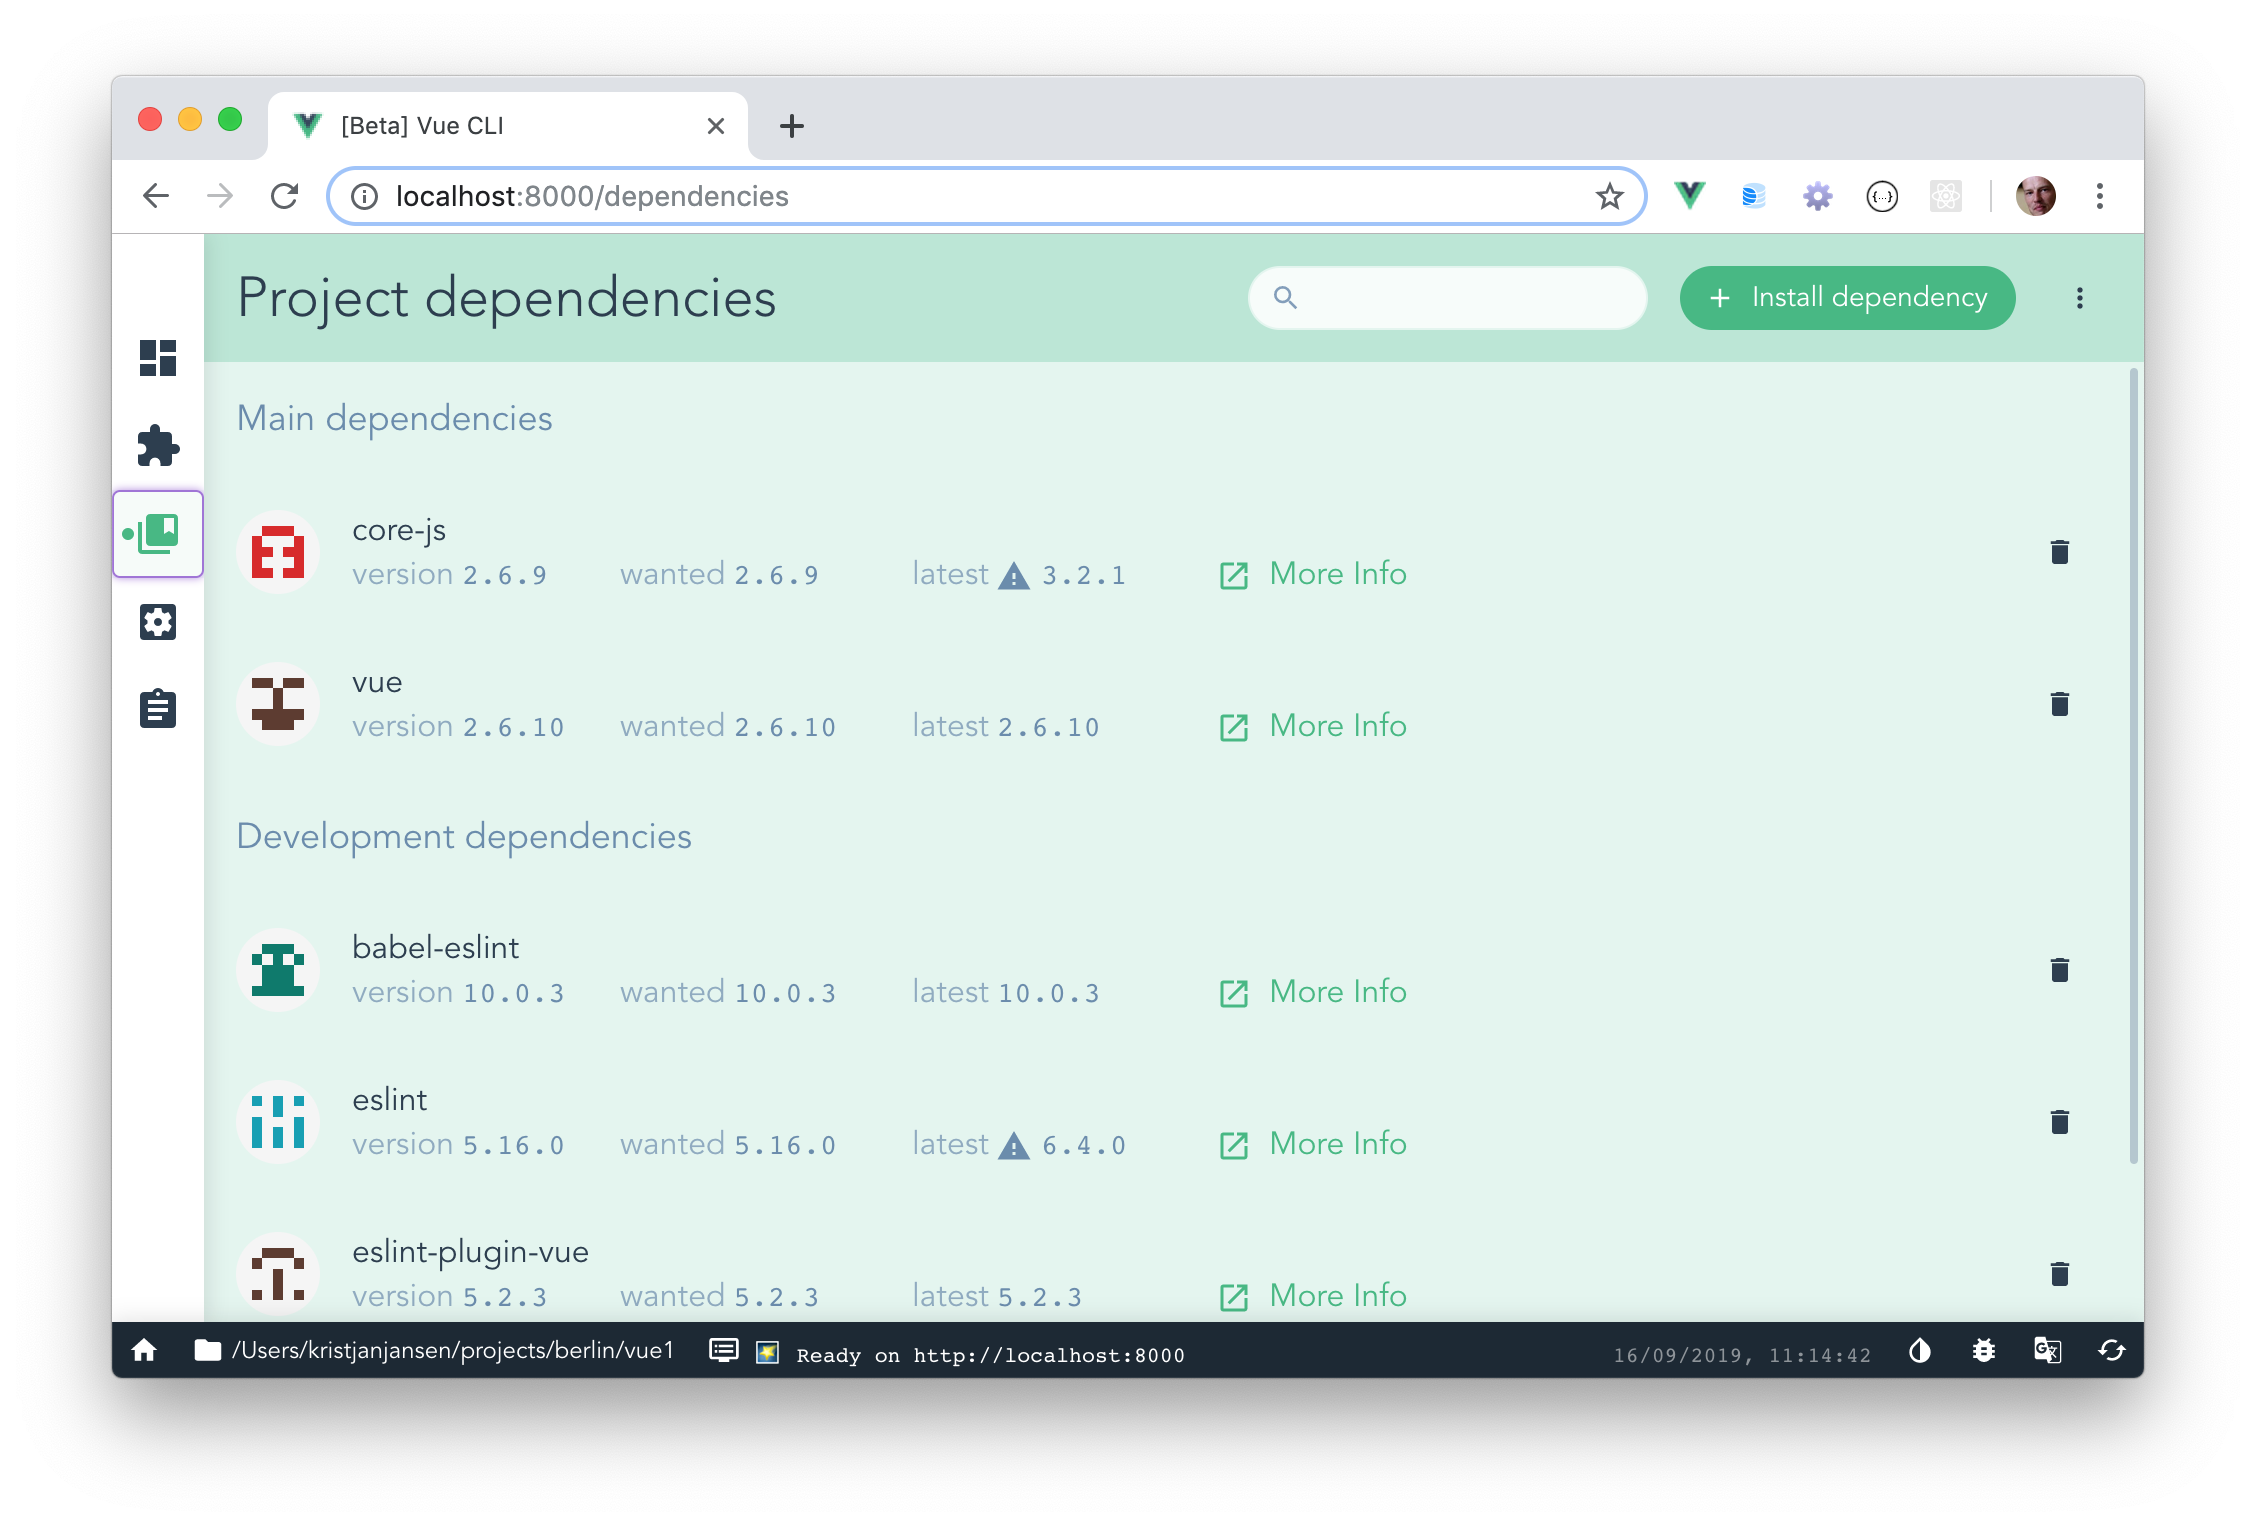 [Beta] Vue CLI
localhost:8000/dependencies
Project dependencies
Install dependency
Main dependencies
core-js
version 2.6.9 wanted 2.6.9 latest 3.2.1 More Info
vue
version 2.6.10 wanted 2.6.10 latest 2.6.10 More Info
Development dependencies
babel-eslint
version 10.0.3 wanted 10.0.3 latest 10.0.3 More Info
eslint
version 5.16.0 wanted 5.16.0 latest 6.4.0 More Info
eslint-plugin-vue
version 5.2.3 wanted 5.2.3 latest 5.2.3 More Info
/Users/kristjanjansen/projects/berlin/vue1 Ready on http://localhost:8000 16/09/2019, 11:14:42